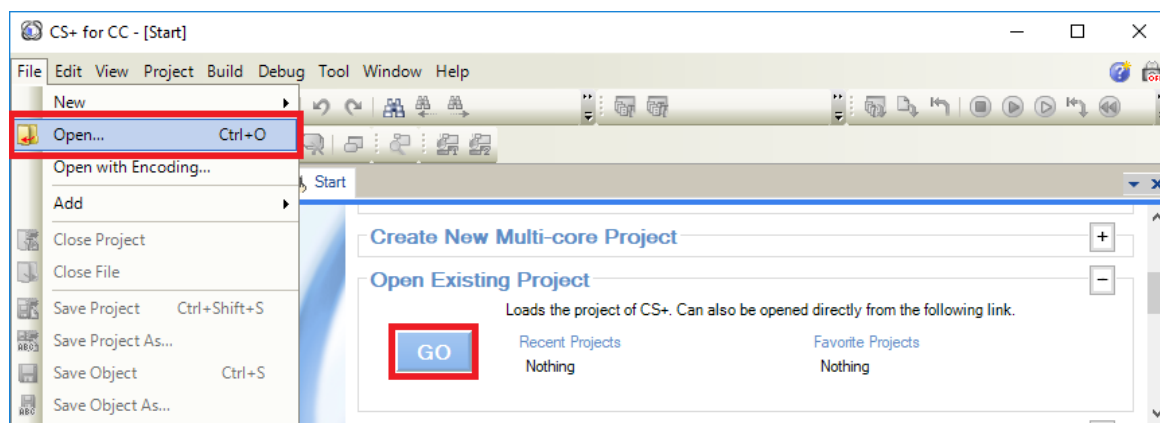 CS+ for CC - [Start]
File Edit View Project Build Debug Tool Window Help
New
Open... Ctrl+O
Open with Encoding...
Add
Close Project
Close File
Save Project Ctrl+Shift+S
Save Project As...
Save Object Ctrl+S
Save Object As...
Start
Create New Multi-core Project
Open Existing Project
Loads the project of CS+. Can also be opened directly from the following link.
GO
Recent Projects Favorite Projects
Nothing Nothing